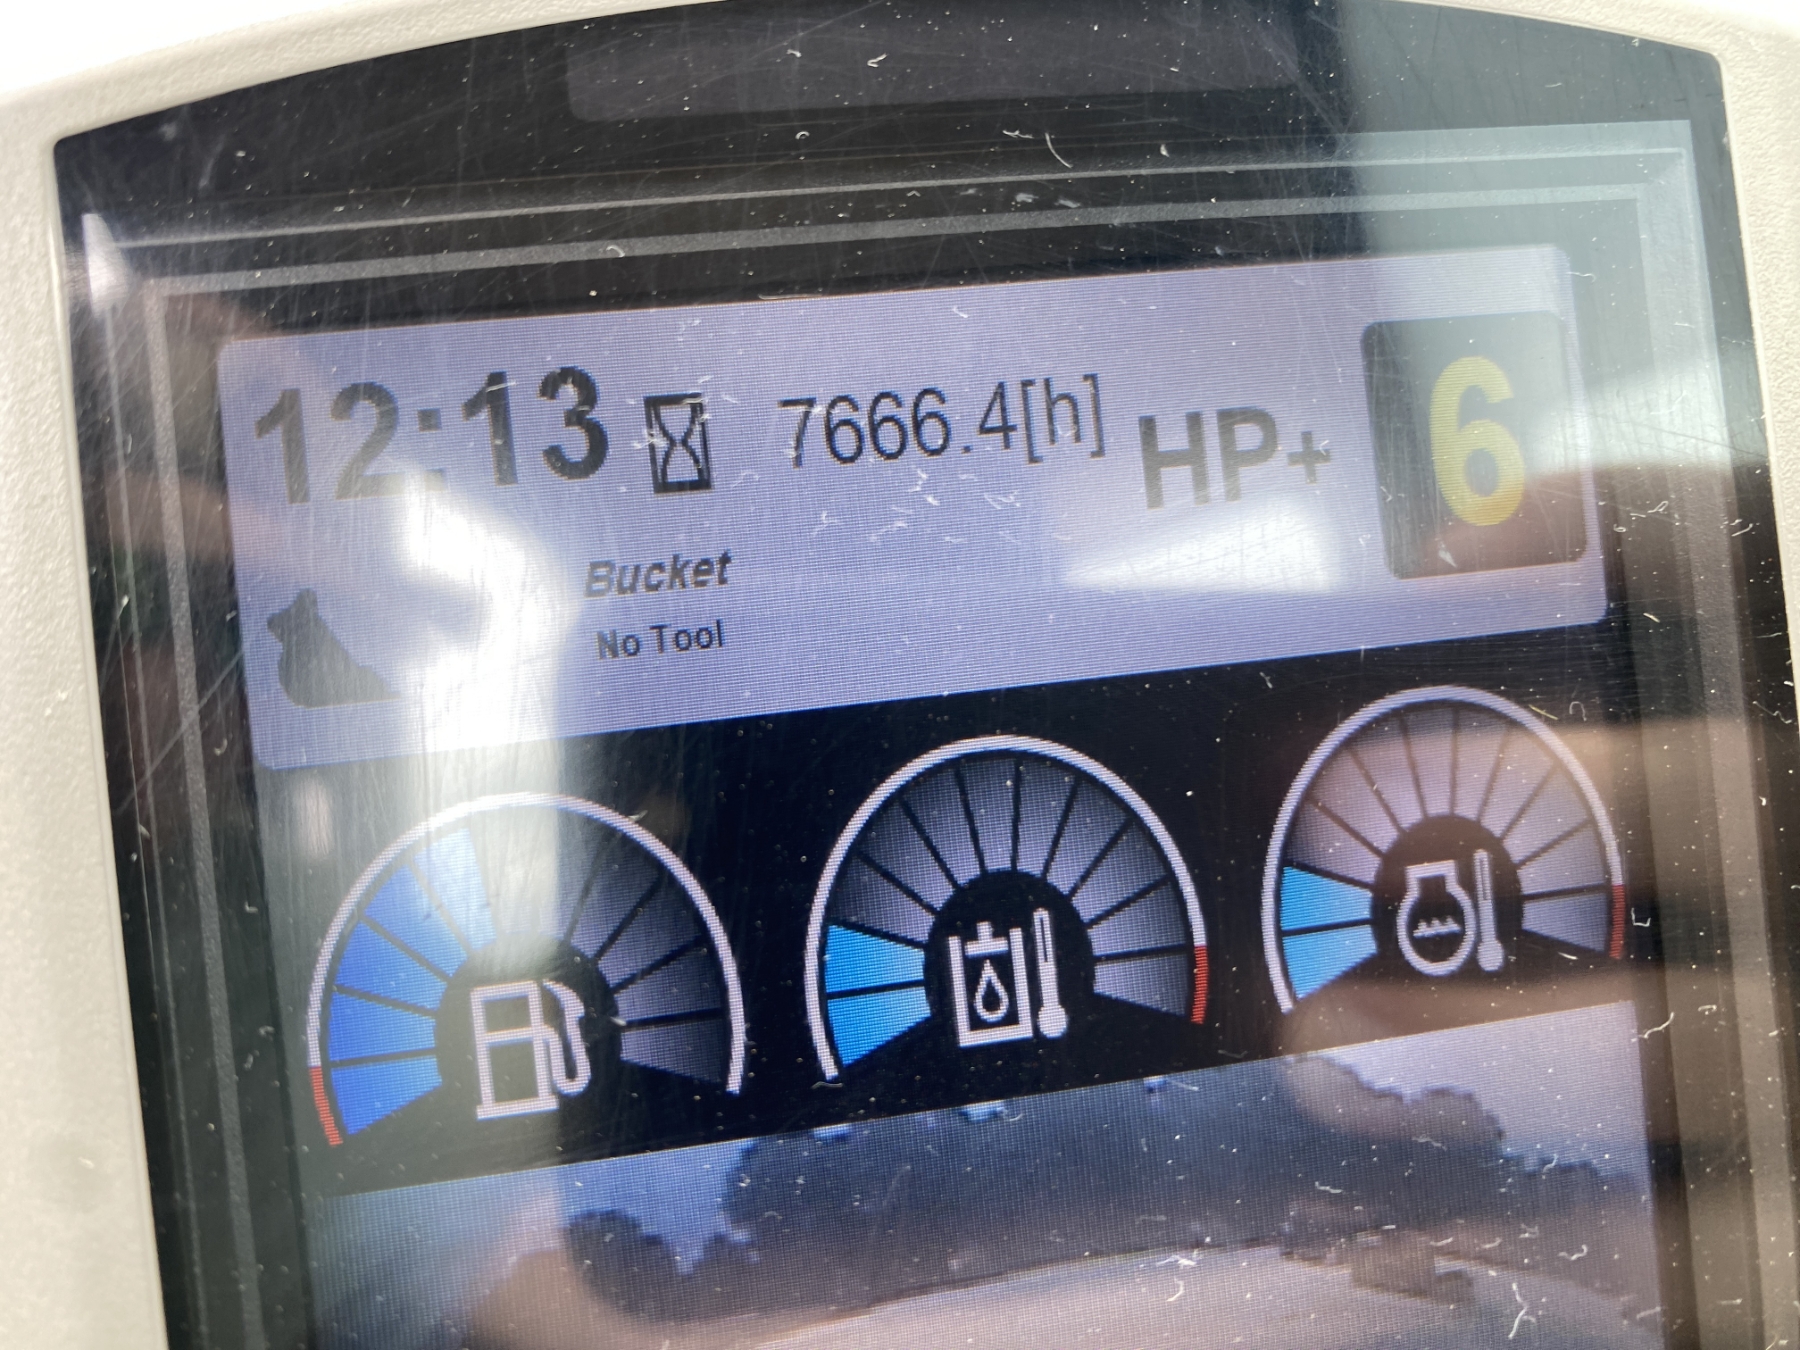 12:13 7666.4[h] HP+ 6
Bucket
No Tool